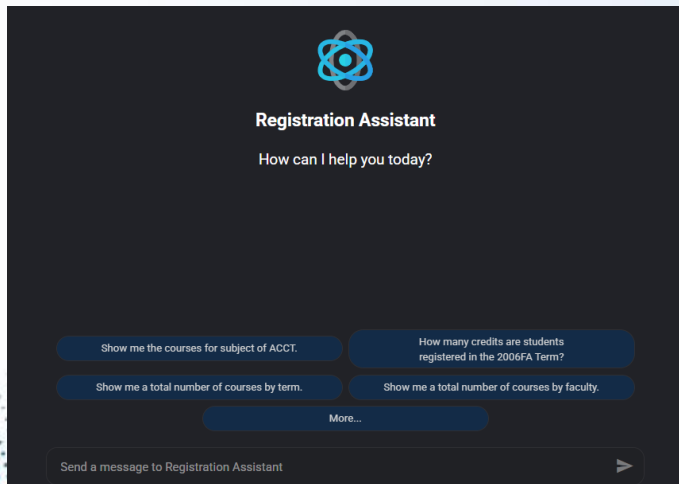 Registration Assistant
How can I help you today?
Show me the courses for subject of ACCT.
How many credits are students
registered in the 2006FA Term?
Show me a total number of courses by term.
Show me a total number of courses by faculty.
More...
Send a message to Registration Assistant